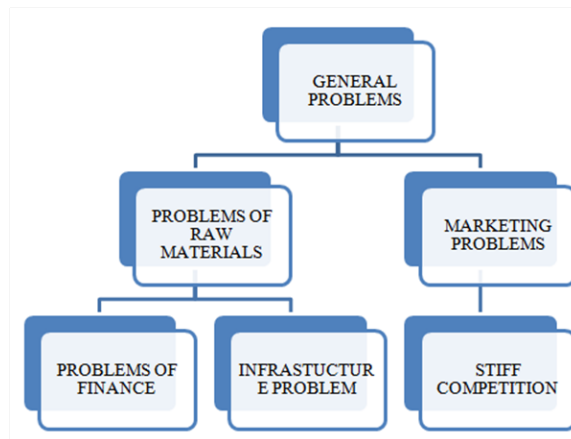 GENERAL
PROBLEMS
PROBLEMS OF
RAW
MATERIALS
MARKETING
PROBLEMS
PROBLEMS OF
FINANCE
INFRASTUCTUR
E PROBLEM
STIFF
COMPETITION